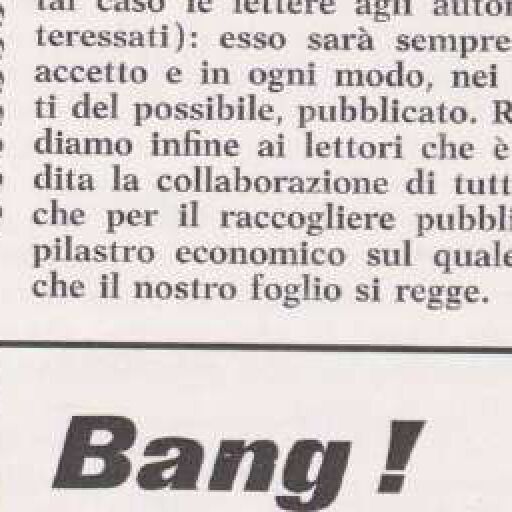 tal caso le lettere agli
teressati): esso sarà sempre
accetto e in ogni modo, nei
ti del possibile, pubblicato. R
diamo infine ai lettori che è
dita la collaborazione di tutt
che per il raccogliere pubbli
pilastro economico sul quale
che il nostro foglio si regge.
Bang !